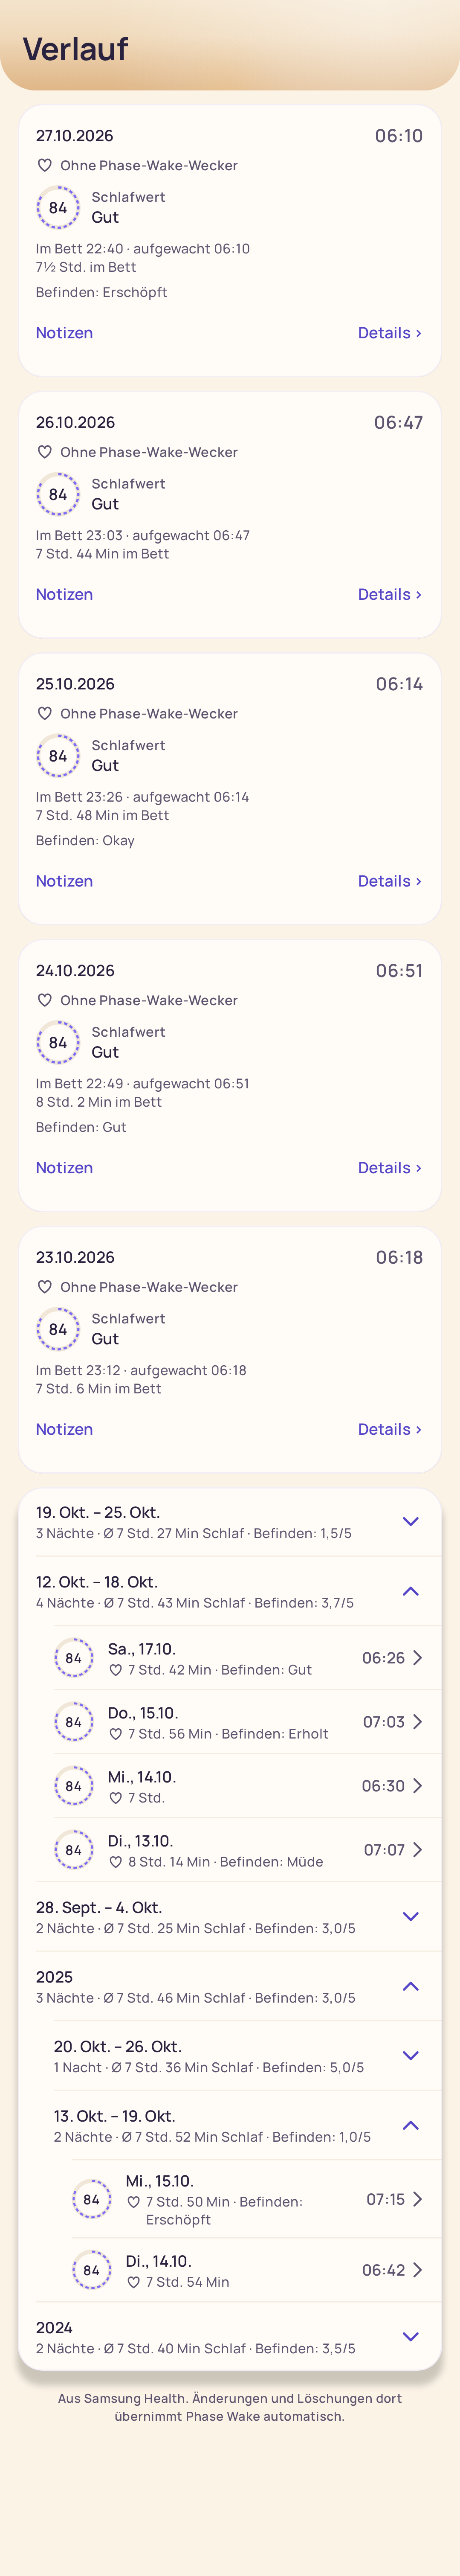 Verlauf
27.10.2026 06:10
Ohne Phase-Wake-Wecker
84 Schlafwert
Gut
Im Bett 22:40 · aufgewacht 06:10
7½ Std. im Bett
Befinden: Erschöpft
Notizen Details ›
26.10.2026 06:47
Ohne Phase-Wake-Wecker
84 Schlafwert
Gut
Im Bett 23:03 · aufgewacht 06:47
7 Std. 44 Min im Bett
Notizen Details ›
25.10.2026 06:14
Ohne Phase-Wake-Wecker
84 Schlafwert
Gut
Im Bett 23:26 · aufgewacht 06:14
7 Std. 48 Min im Bett
Befinden: Okay
Notizen Details ›
24.10.2026 06:51
Ohne Phase-Wake-Wecker
84 Schlafwert
Gut
Im Bett 22:49 · aufgewacht 06:51
8 Std. 2 Min im Bett
Befinden: Gut
Notizen Details ›
23.10.2026 06:18
Ohne Phase-Wake-Wecker
84 Schlafwert
Gut
Im Bett 23:12 · aufgewacht 06:18
7 Std. 6 Min im Bett
Notizen Details ›
19. Okt. – 25. Okt.
3 Nächte · Ø 7 Std. 27 Min Schlaf · Befinden: 1,5/5
12. Okt. – 18. Okt.
4 Nächte · Ø 7 Std. 43 Min Schlaf · Befinden: 3,7/5
84 Sa., 17.10. 06:26
7 Std. 42 Min · Befinden: Gut
84 Do., 15.10. 07:03
7 Std. 56 Min · Befinden: Erholt
84 Mi., 14.10. 06:30
7 Std.
84 Di., 13.10. 07:07
8 Std. 14 Min · Befinden: Müde
28. Sept. – 4. Okt.
2 Nächte · Ø 7 Std. 25 Min Schlaf · Befinden: 3,0/5
2025
3 Nächte · Ø 7 Std. 46 Min Schlaf · Befinden: 3,0/5
20. Okt. – 26. Okt.
1 Nacht · Ø 7 Std. 36 Min Schlaf · Befinden: 5,0/5
13. Okt. – 19. Okt.
2 Nächte · Ø 7 Std. 52 Min Schlaf · Befinden: 1,0/5
84 Mi., 15.10. 07:15
7 Std. 50 Min · Befinden:
Erschöpft
84 Di., 14.10. 06:42
7 Std. 54 Min
2024
2 Nächte · Ø 7 Std. 40 Min Schlaf · Befinden: 3,5/5
Aus Samsung Health. Änderungen und Löschungen dort
übernimmt Phase Wake automatisch.